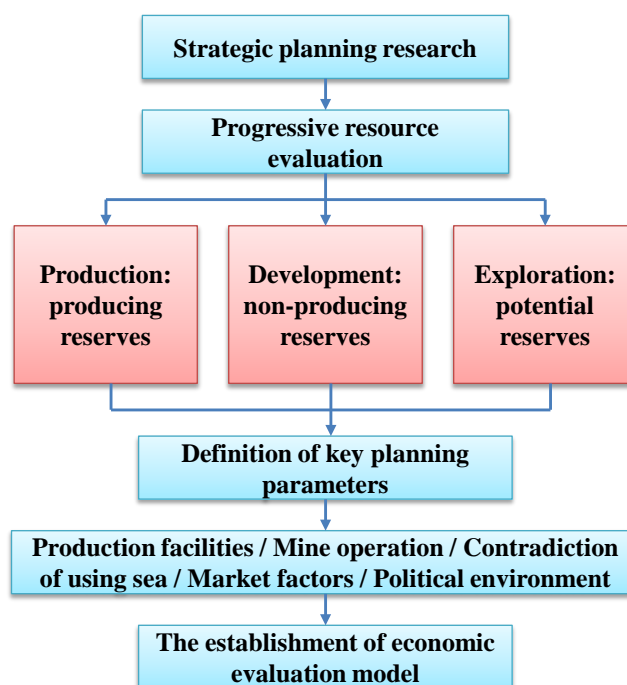 Strategic planning research
Progressive resource
evaluation
Production:
producing
reserves
Development:
non-producing
reserves
Exploration:
potential
reserves
Definition of key planning
parameters
Production facilities / Mine operation / Contradiction
of using sea / Market factors / Political environment
The establishment of economic
evaluation model